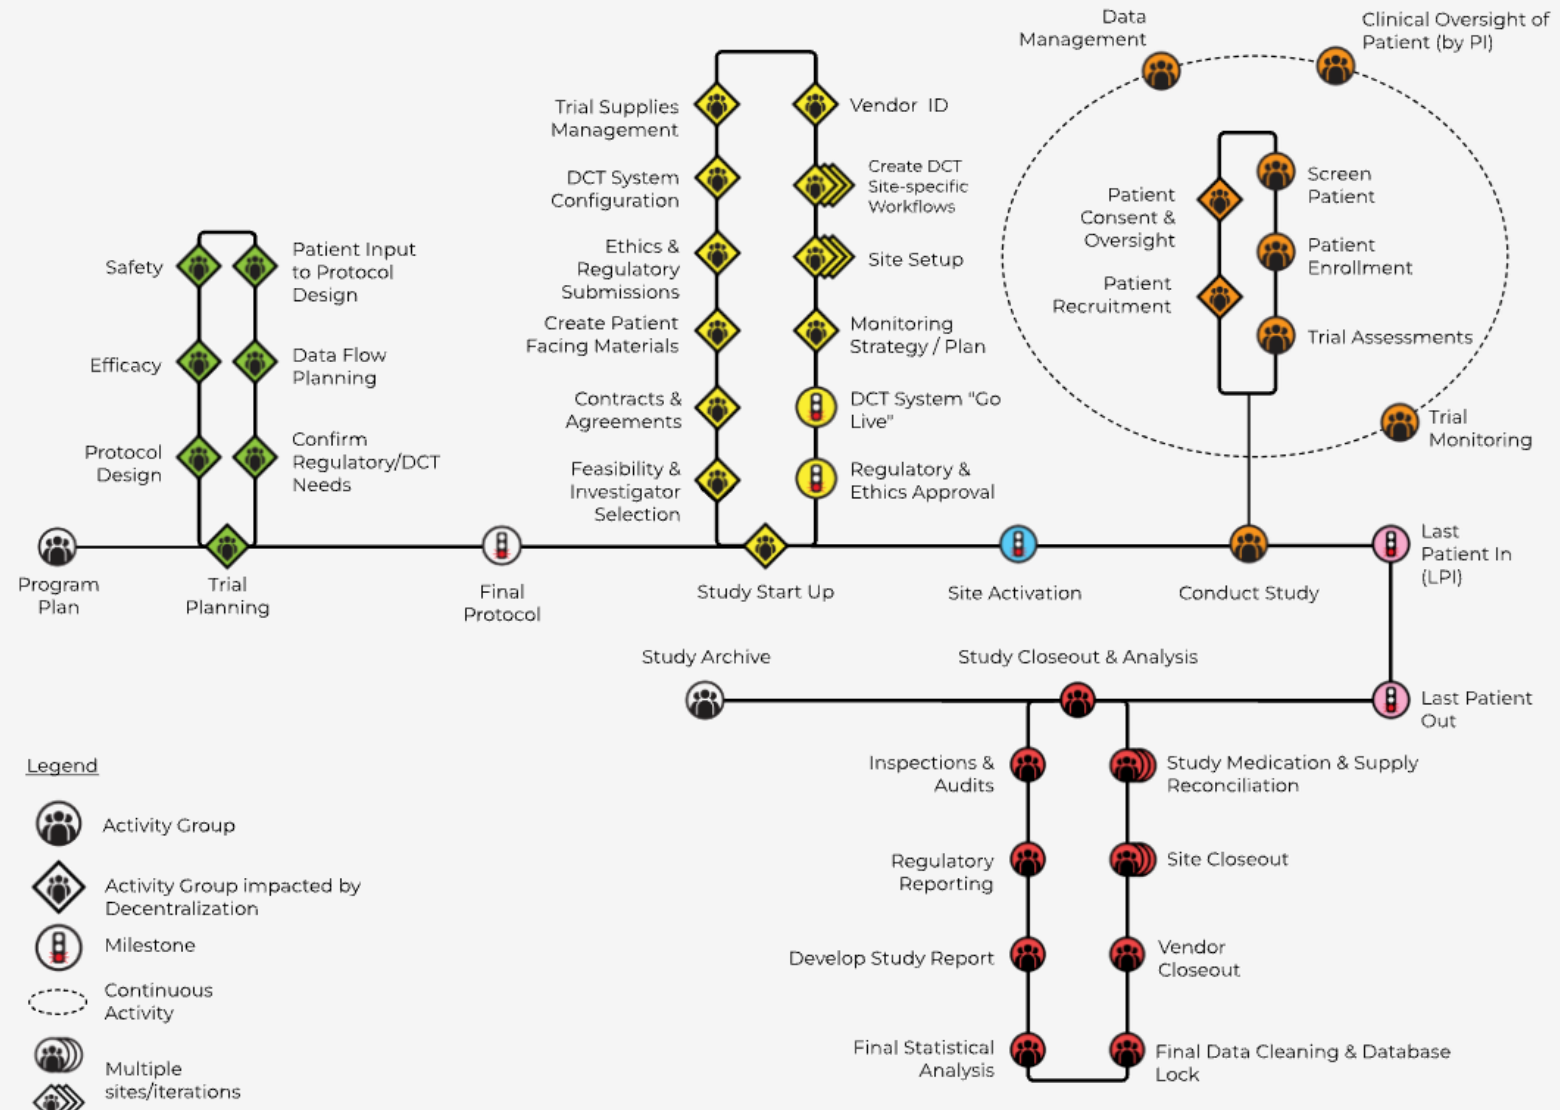 Data
Management
Clinical Oversight of
Patient (by PI)
Trial Supplies
Management
Vendor ID
DCT System
Configuration
Create DCT
Site-specific
Workflows
Screen
Patient
Patient
Consent &
Oversight
Safety
Patient Input
to Protocol
Design
Ethics &
Regulatory
Submissions
Site Setup
Patient
Enrollment
Patient
Recruitment
Create Patient
Facing Materials
Monitoring
Strategy / Plan
Trial Assessments
Efficacy
Data Flow
Planning
Contracts &
Agreements
DCT System "Go
Live"
Trial
Monitoring
Protocol
Design
Confirm
Regulatory/DCT
Needs
Feasibility &
Investigator
Selection
Regulatory &
Ethics Approval
Last
Patient In
(LPI)
Program
Plan
Trial
Planning
Final
Protocol
Study Start Up
Site Activation
Conduct Study
Study Archive
Study Closeout & Analysis
Last Patient
Out
Inspections &
Audits
Study Medication & Supply
Reconciliation
Regulatory
Reporting
Site Closeout
Develop Study Report
Vendor
Closeout
Final Statistical
Analysis
Final Data Cleaning & Database
Lock
Legend
Activity Group
Activity Group impacted by
Decentralization
Milestone
Continuous
Activity
Multiple
sites/iterations